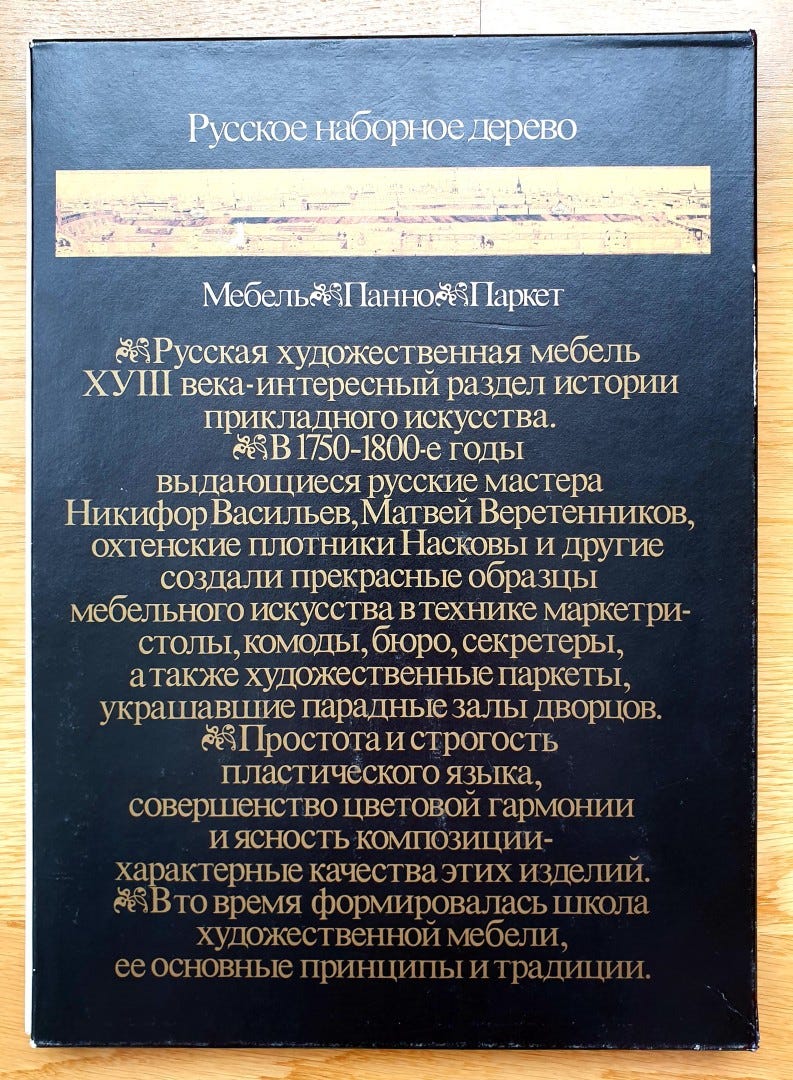 Русское наборное дерево
Мебель Панно Паркет
Русская художественная мебель
ХУІІІ века-интересный раздел истории
прикладного искусства.
В 1750-1800-е годы
выдающиеся русские мастера
Никифор Васильев, Матвей Веретенников,
охтенские плотники Насковы и другие
создали прекрасные образцы
мебельного искусства в технике маркетри-
столы, комоды, бюро, секретеры,
а также художественные паркеты,
украшавшие парадные залы дворцов.
Простота и строгость
пластического языка,
совершенство цветовой гармонии
и ясность композиции-
характерные качества этих изделий.
В то время формировалась школа
художественной мебели,
ее основные принципы и традиции.